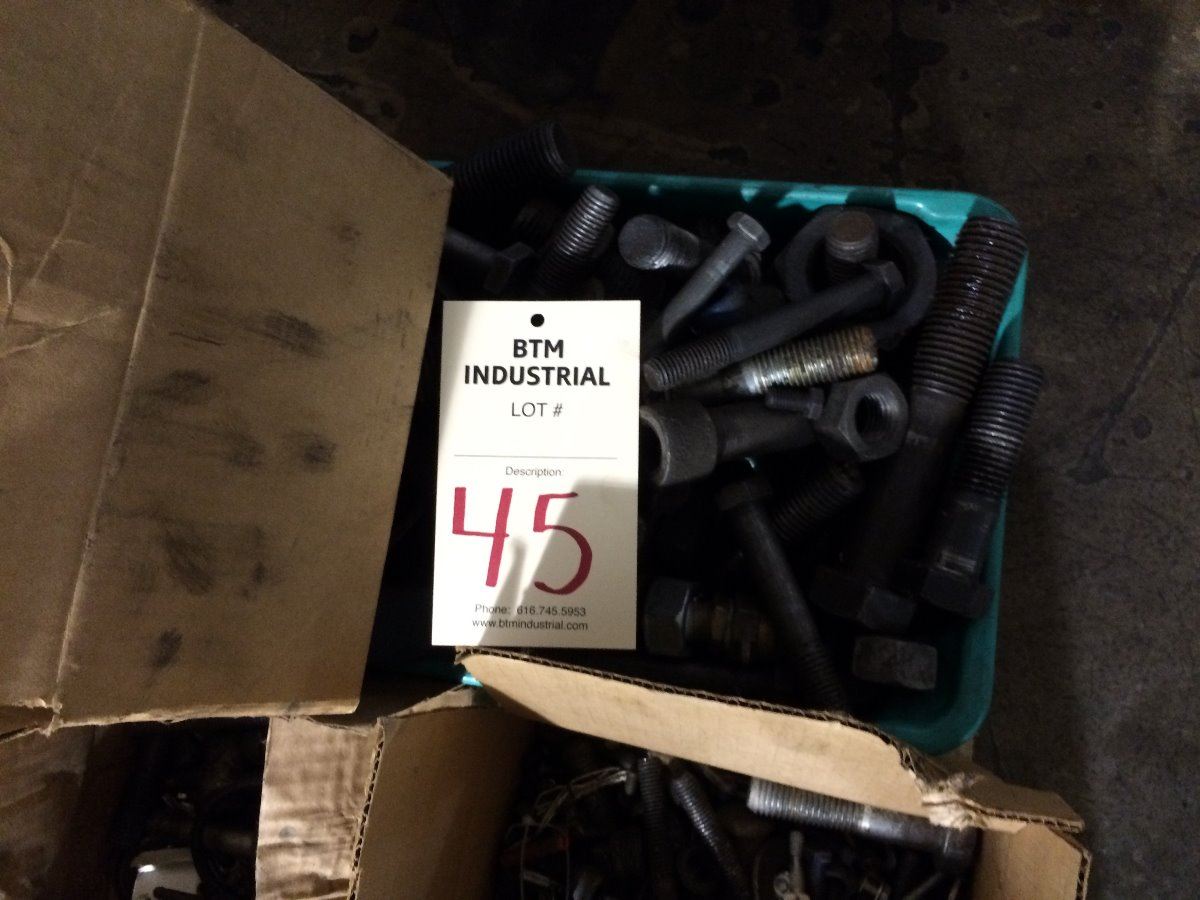 BTM
INDUSTRIAL
LOT #
Description:
45
Phone: 616.745.5953
www.btmindustrial.com